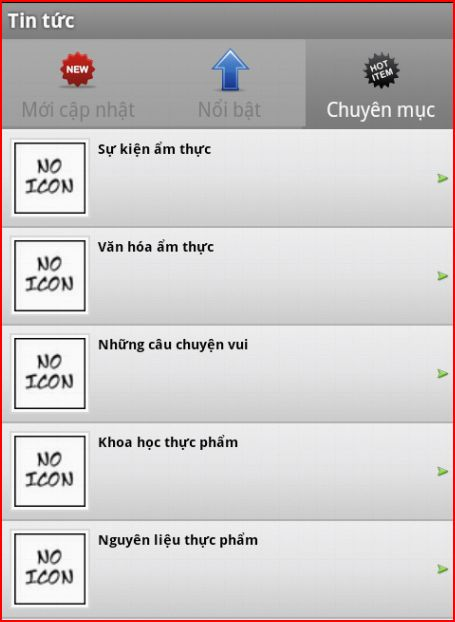 Tin tức
NEW
HOT
ITEM
Mới cập nhật
Nổi bật
Chuyên mục
NO
ICON
Sự kiện ẩm thực
NO
ICON
Văn hóa ẩm thực
NO
ICON
Những câu chuyện vui
NO
ICON
Khoa học thực phẩm
NO
ICON
Nguyên liệu thực phẩm